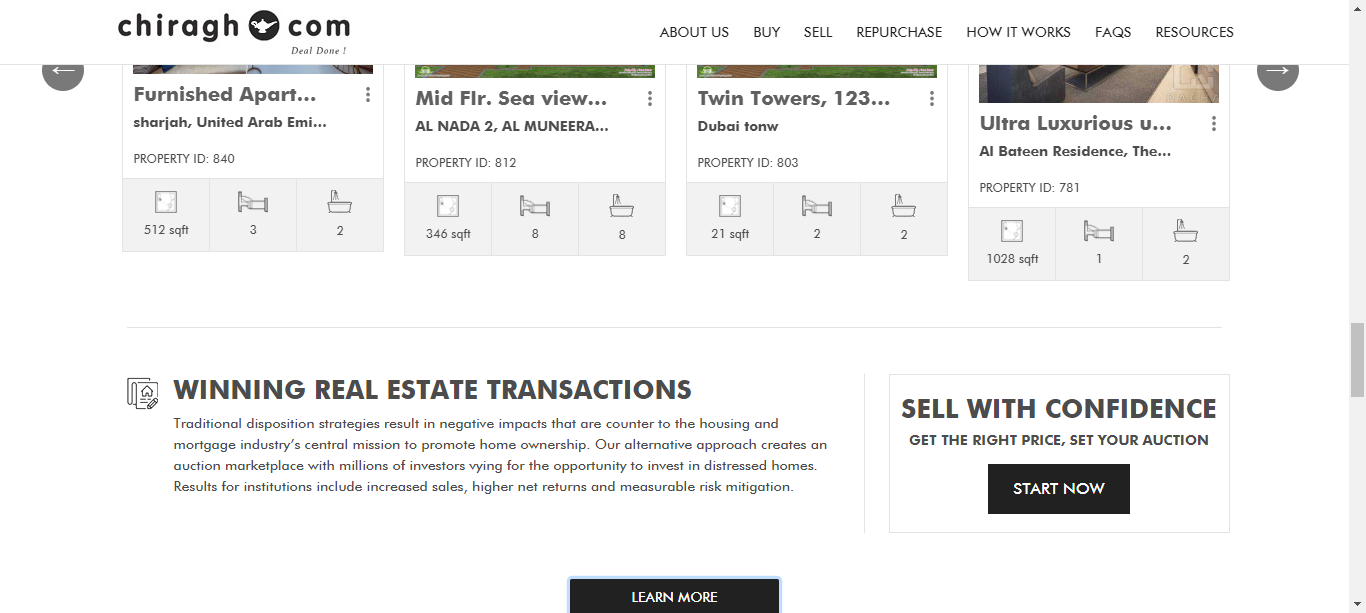 chiragh com
Deal Done !
ABOUT US BUY SELL REPURCHASE HOW IT WORKS FAQS RESOURCES
Furnished Apart...
sharjah, United Arab Emi...
PROPERTY ID: 840
512 sqft 3 2
Mid Flr. Sea view...
AL NADA 2, AL MUNEERA...
PROPERTY ID: 812
346 sqft 8 8
Twin Towers, 123...
Dubai tonw
PROPERTY ID: 803
21 sqft 2 2
Ultra Luxurious u...
Al Bateen Residence, The...
PROPERTY ID: 781
1028 sqft 1 2
WINNING REAL ESTATE TRANSACTIONS
Traditional disposition strategies result in negative impacts that are counter to the housing and
mortgage industry’s central mission to promote home ownership. Our alternative approach creates an
auction marketplace with millions of investors vying for the opportunity to invest in distressed homes.
Results for institutions include increased sales, higher net returns and measurable risk mitigation.
SELL WITH CONFIDENCE
GET THE RIGHT PRICE, SET YOUR AUCTION
START NOW
LEARN MORE